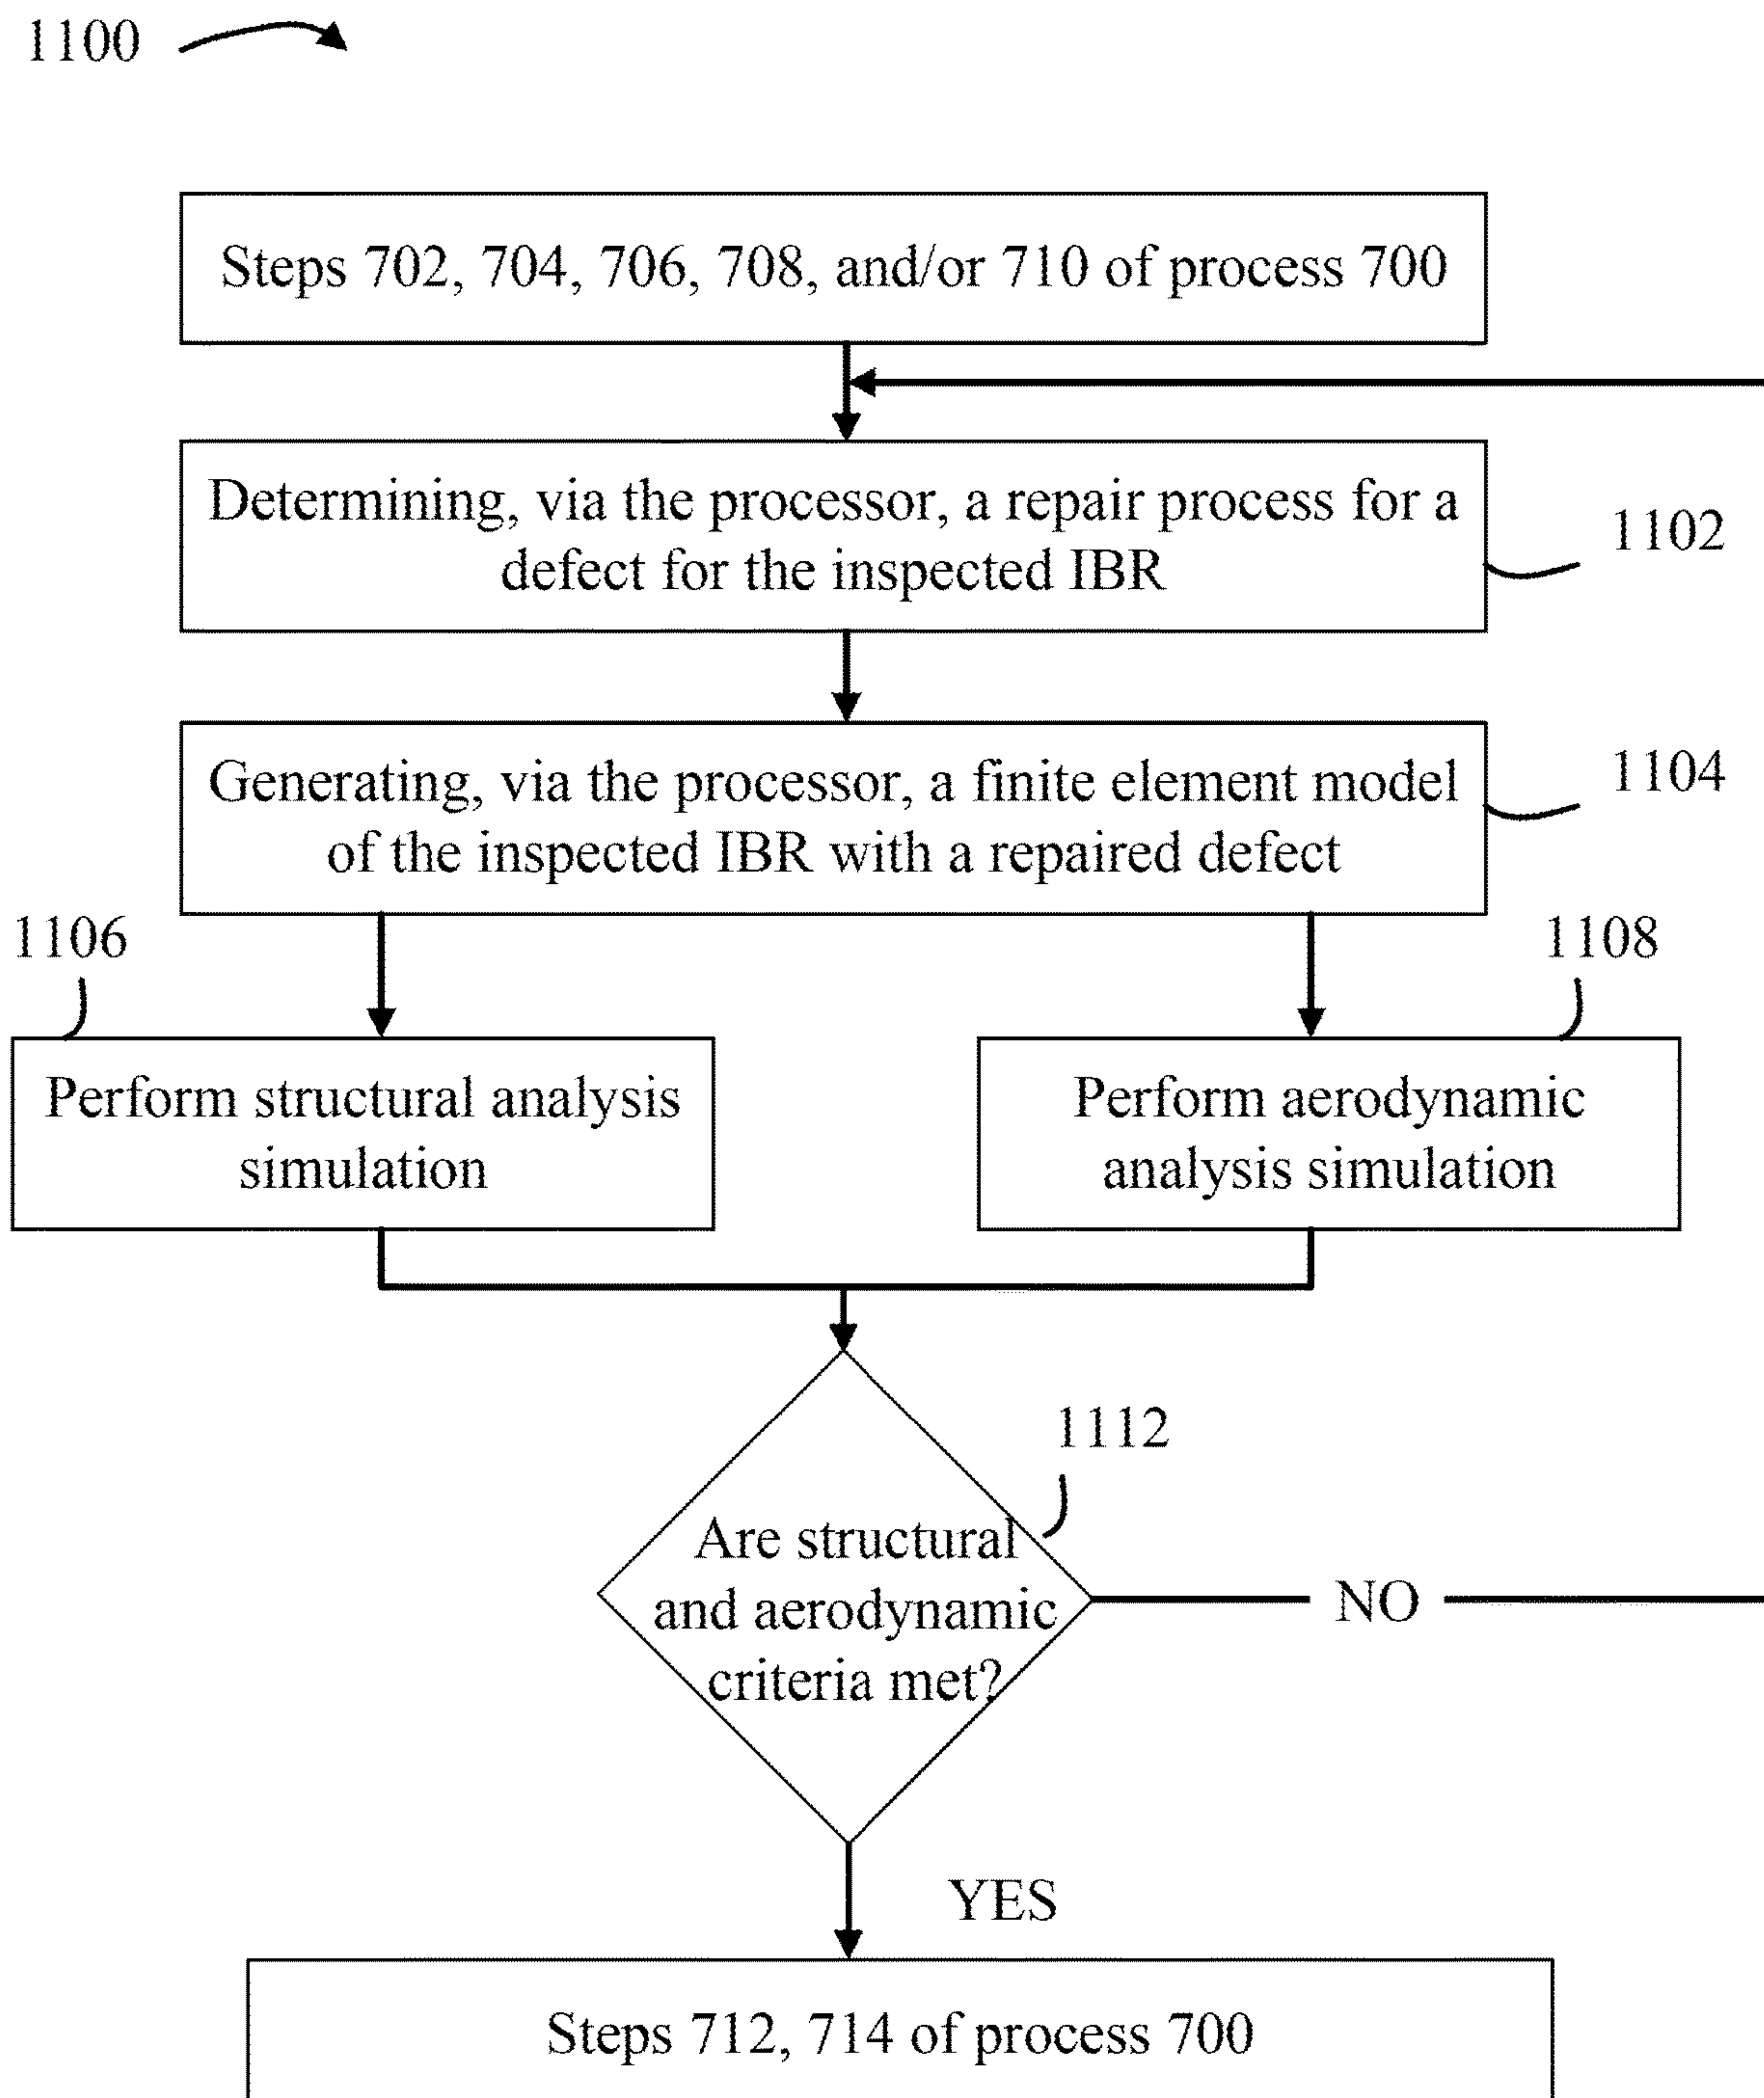 1100
Steps 702, 704, 706, 708, and/or 710 of process 700
Determining, via the processor, a repair process for a
defect for the inspected IBR
1102
Generating, via the processor, a finite element model
of the inspected IBR with a repaired defect
1104
1106
1108
Perform structural analysis
simulation
Perform aerodynamic
analysis simulation
1112
Are structural
and aerodynamic
criteria met?
NO
YES
Steps 712, 714 of process 700